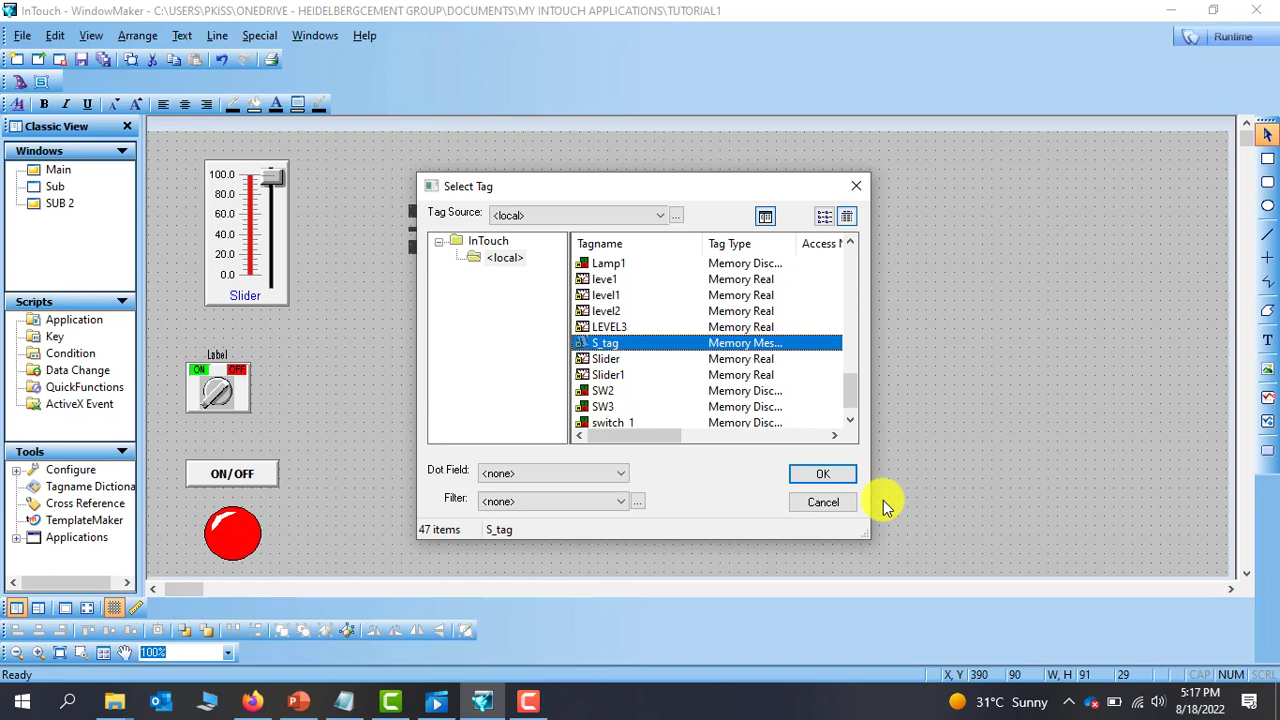 InTouch - WindowMaker - C:\USERS\PKISS\ONEDRIVE - HEIDELBERGCEMENT GROUP\DOCUMENTS\MY INTOUCH APPLICATIONS\TUTORIAL1
File Edit View Arrange Text Line Special Windows Help
Runtime
Classic View
Windows
Main
Sub
SUB 2
Scripts
Application
Key
Condition
Data Change
QuickFunctions
ActiveX Event
Tools
Configure
Tagname Dictiona
Cross Reference
TemplateMaker
Applications
100.0
80.0
60.0
40.0
20.0
0.0
Slider
Label
ON OFF
ON/OFF
Select Tag
Tag Source: <local> ...
InTouch
<local>
Tagname Tag Type Access N
Lamp1 Memory Disc...
leve1 Memory Real
level1 Memory Real
level2 Memory Real
LEVEL3 Memory Real
S_tag Memory Mes...
Slider Memory Real
Slider1 Memory Real
SW2 Memory Disc...
SW3 Memory Disc...
switch_1 Memory Disc...
Dot Field: <none> OK
Filter: <none> ... Cancel
47 items S_tag
100%
Ready X, Y 390 90 W, H 91 29 CAP NUM SCRL
31°C Sunny
5:17 PM
8/18/2022